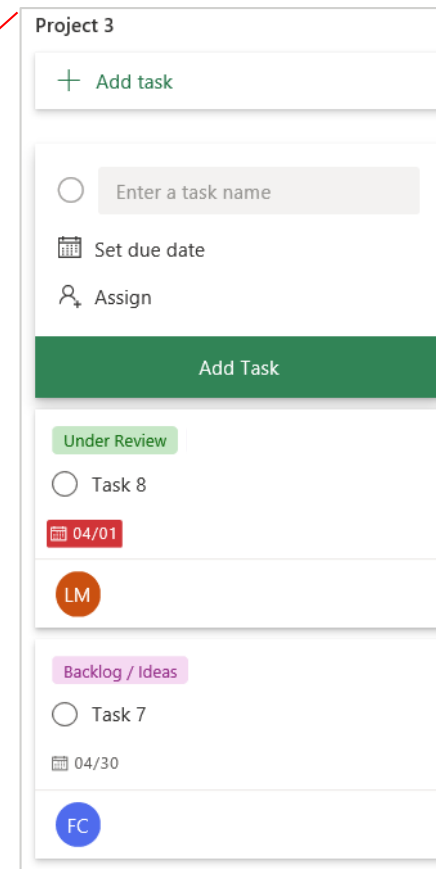 Project 3
Add task
Enter a task name
Set due date
Assign
Add Task
Under Review
Task 8
04/01
LM
Backlog / Ideas
Task 7
04/30
FC